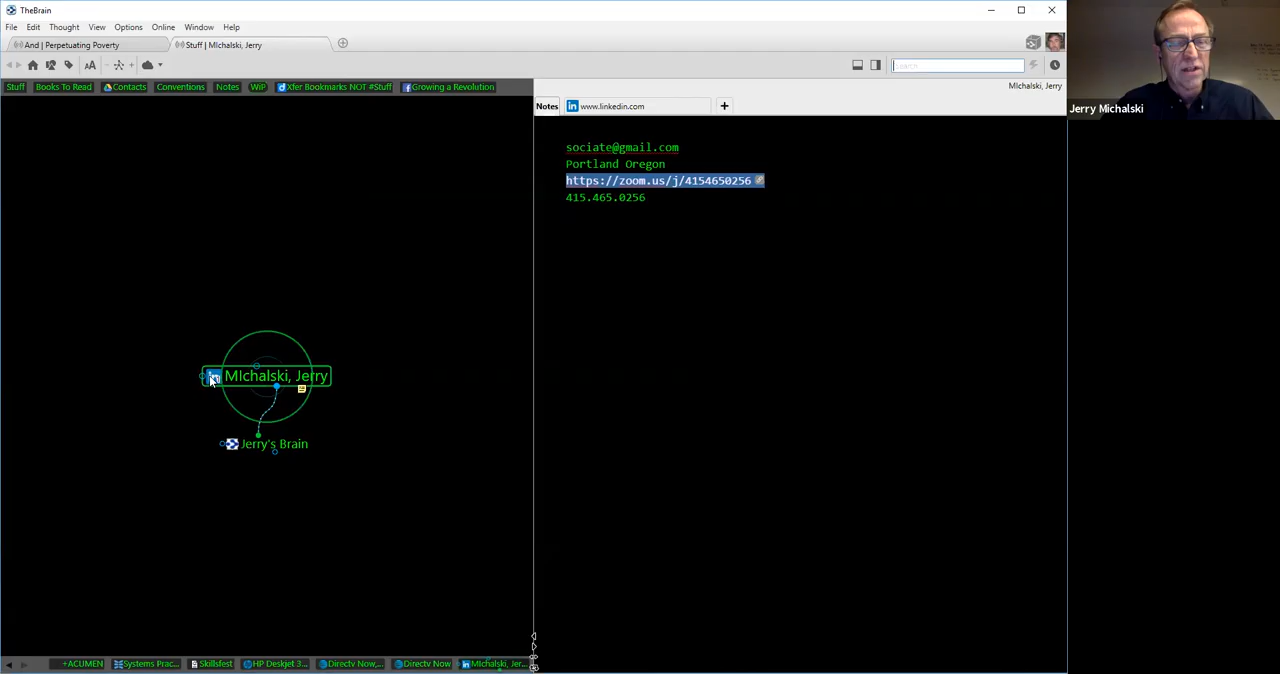 TheBrain
File Edit Thought View Options Online Window Help
And | Perpetuating Poverty Stuff | MIchalski, Jerry
AA
Search
Stuff Books To Read Contacts Conventions Notes WiP Xfer Bookmarks NOT #Stuff Growing a Revolution
MIchalski, Jerry
Notes www.linkedin.com
sociate@gmail.com
Portland Oregon
https://zoom.us/j/4154650256
415.465.0256
MIchalski, Jerry
Jerry's Brain
+ACUMEN Systems Prac... Skillsfest HP Deskjet 3... Directv Now,... Directv Now MIchalski, Jer...
Jerry Michalski